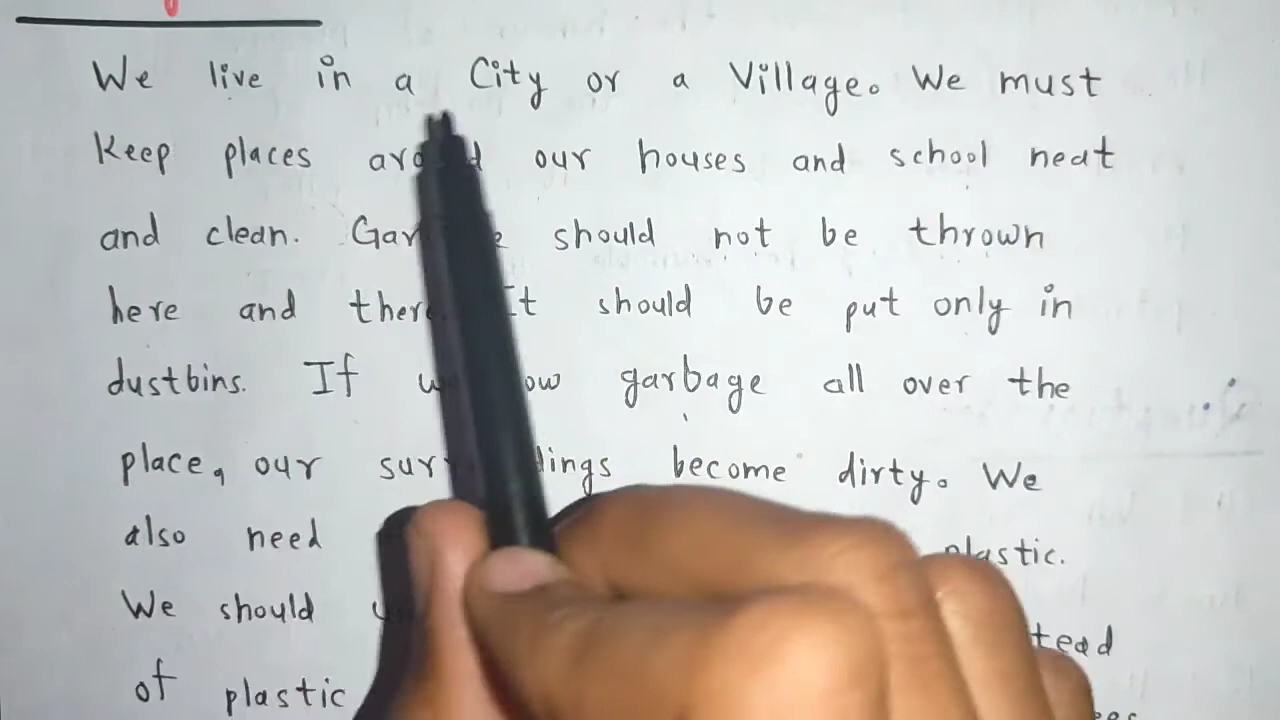 We live in a City or a Village. We must
Keep places our houses and school neat
and clean. should not be thrown
here and It should be put only in
dustbins. If garbage all over the
place, our become dirty. We
also need plastic.
We should
of plastic